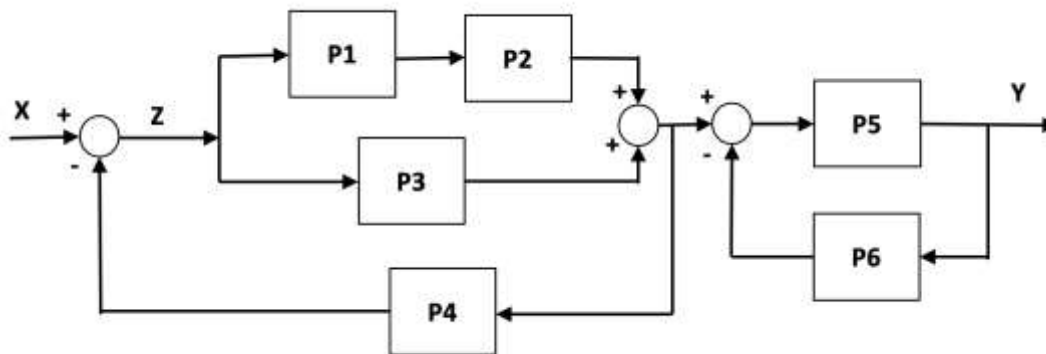 P1
P2
X
+
Z
+
+
Y
P5
-
+
-
P3
P6
P4